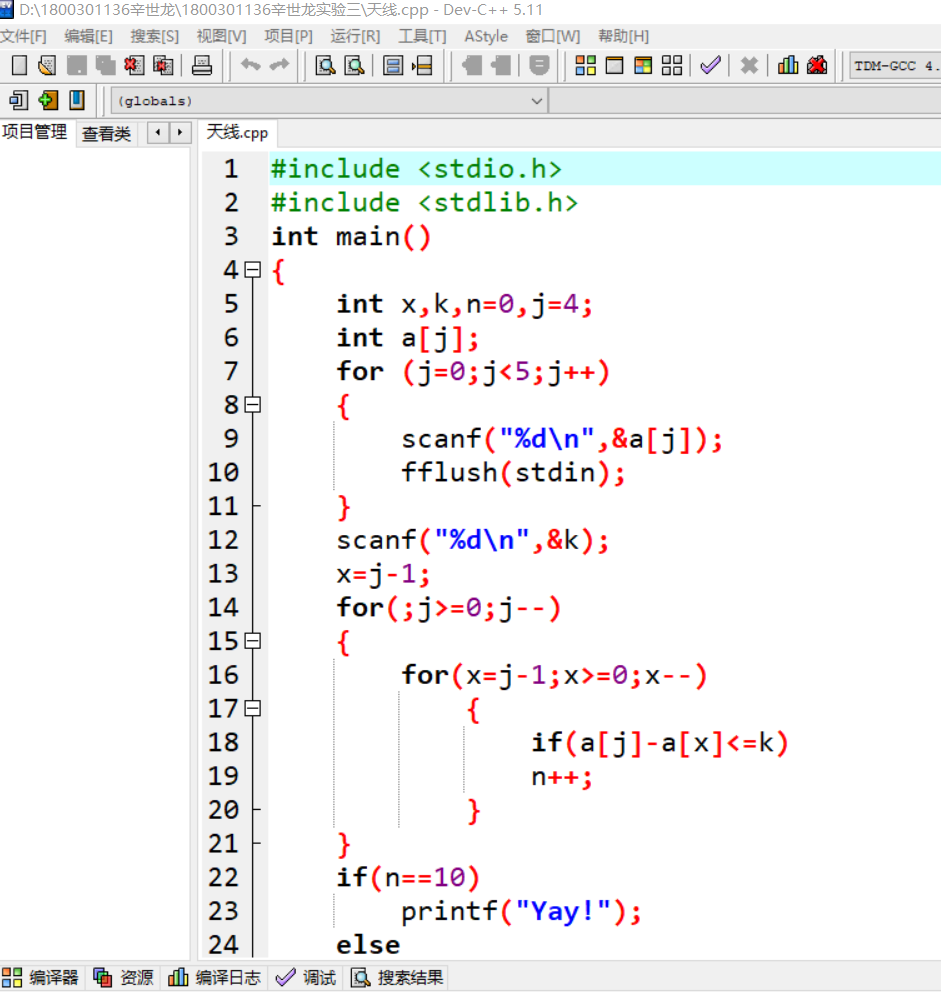 D:\1800301136辛世龙\1800301136辛世龙实验三\天线.cpp - Dev-C++ 5.11
文件[F] 编辑[E] 搜索[S] 视图[V] 项目[P] 运行[R] 工具[T] AStyle 窗口[W] 帮助[H]
TDM-GCC 4.
(globals)
项目管理 查看类 天线.cpp
1 #include <stdio.h>
2 #include <stdlib.h>
3 int main()
4 {
5 int x,k,n=0,j=4;
6 int a[j];
7 for (j=0;j<5;j++)
8 {
9 scanf("%d\n",&a[j]);
10 fflush(stdin);
11 }
12 scanf("%d\n",&k);
13 x=j-1;
14 for(;j>=0;j--)
15 {
16 for(x=j-1;x>=0;x--)
17 {
18 if(a[j]-a[x]<=k)
19 n++;
20 }
21 }
22 if(n==10)
23 printf("Yay!");
24 else
编译器 资源 编译日志 调试 搜索结果